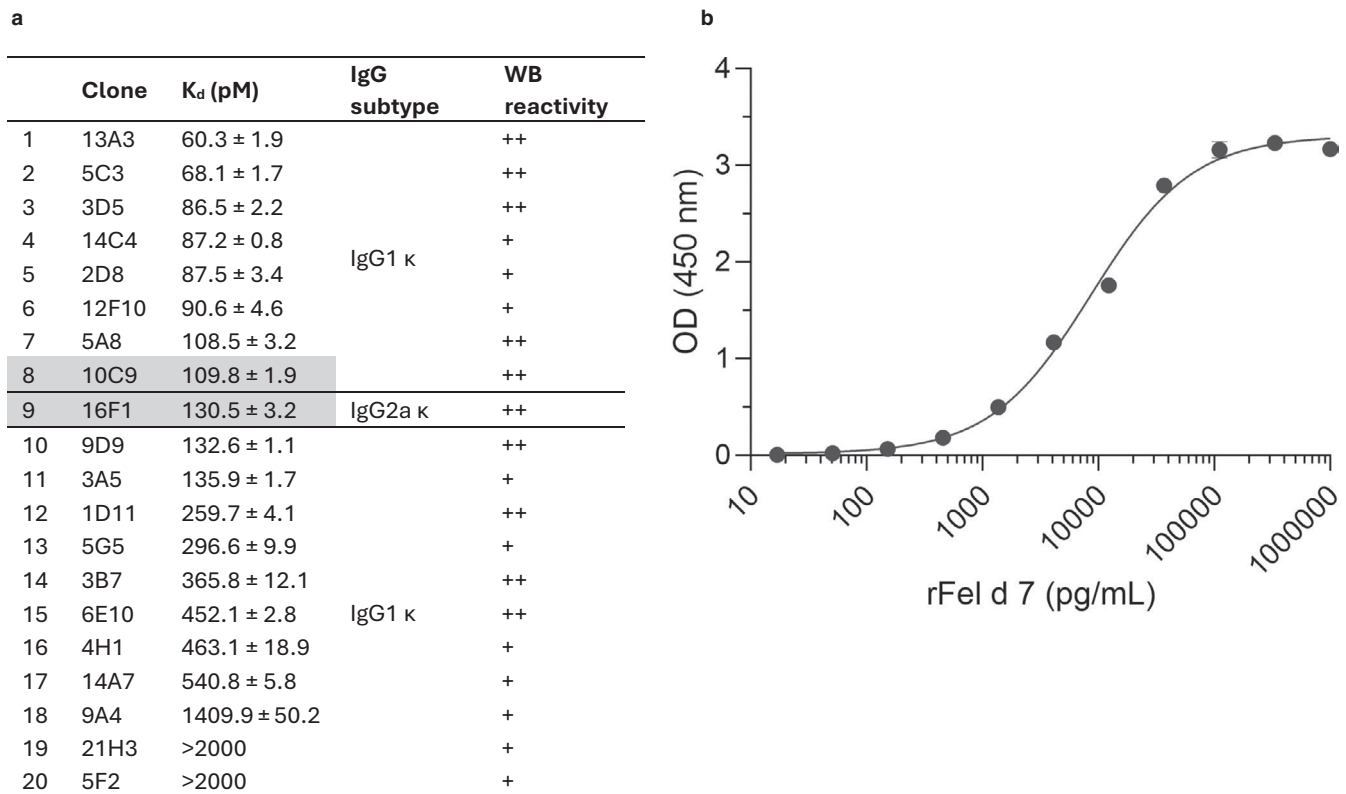 a
Clone K_d (pM) IgG subtype WB reactivity
1 13A3 60.3 ± 1.9 ++
2 5C3 68.1 ± 1.7 ++
3 3D5 86.5 ± 2.2 ++
4 14C4 87.2 ± 0.8 +
IgG1 κ
5 2D8 87.5 ± 3.4 +
6 12F10 90.6 ± 4.6 +
7 5A8 108.5 ± 3.2 ++
8 10C9 109.8 ± 1.9 ++
9 16F1 130.5 ± 3.2 IgG2a κ ++
10 9D9 132.6 ± 1.1 ++
11 3A5 135.9 ± 1.7 +
12 1D11 259.7 ± 4.1 ++
13 5G5 296.6 ± 9.9 +
14 3B7 365.8 ± 12.1 ++
15 6E10 452.1 ± 2.8 IgG1 κ ++
16 4H1 463.1 ± 18.9 +
17 14A7 540.8 ± 5.8 +
18 9A4 1409.9 ± 50.2 +
19 21H3 >2000 +
20 5F2 >2000 +
b
4
3
2
1
0
OD (450 nm)
10
100
1000
10000
100000
1000000
rFel d 7 (pg/mL)